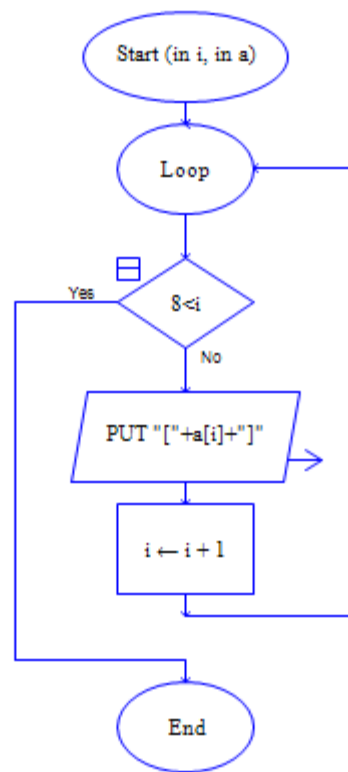 Start (in i, in a)
Loop
8<i
Yes
No
PUT "["+a[i]+"]"
i ← i + 1
End